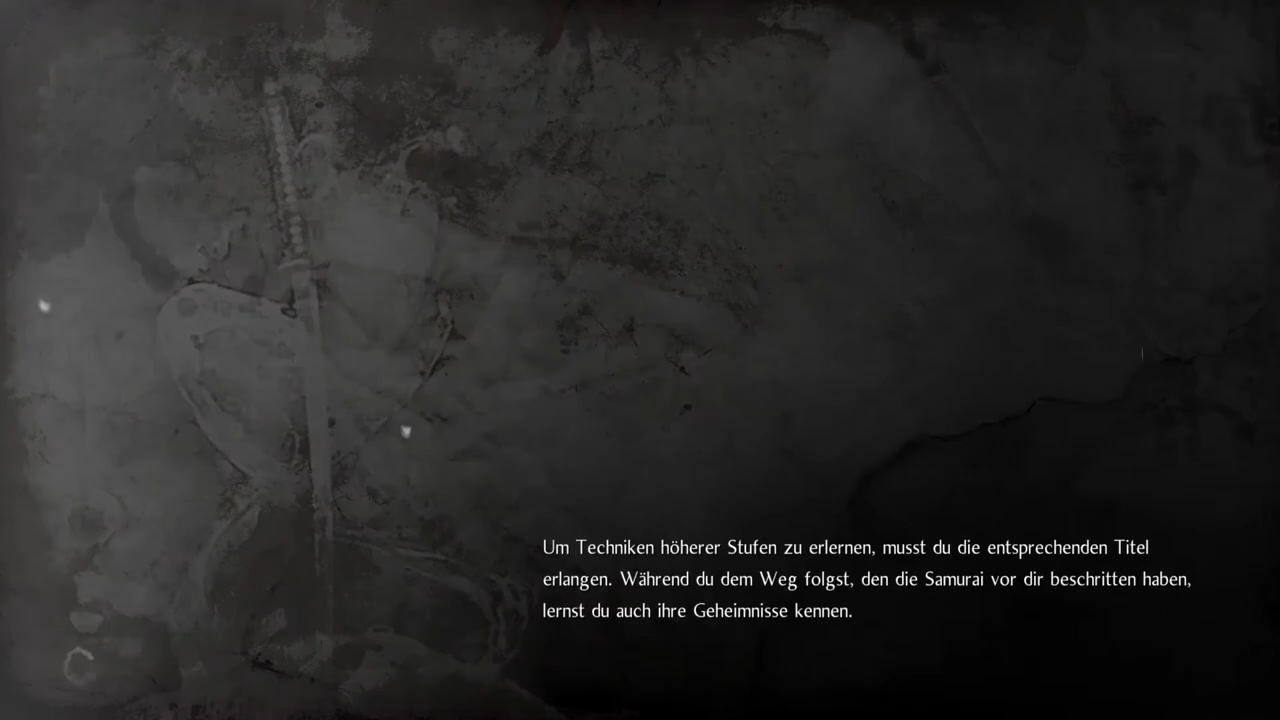 Um Techniken höherer Stufen zu erlernen, musst du die entsprechenden Titel
erlangen. Während du dem Weg folgst, den die Samurai vor dir beschritten haben,
lernst du auch ihre Geheimnisse kennen.